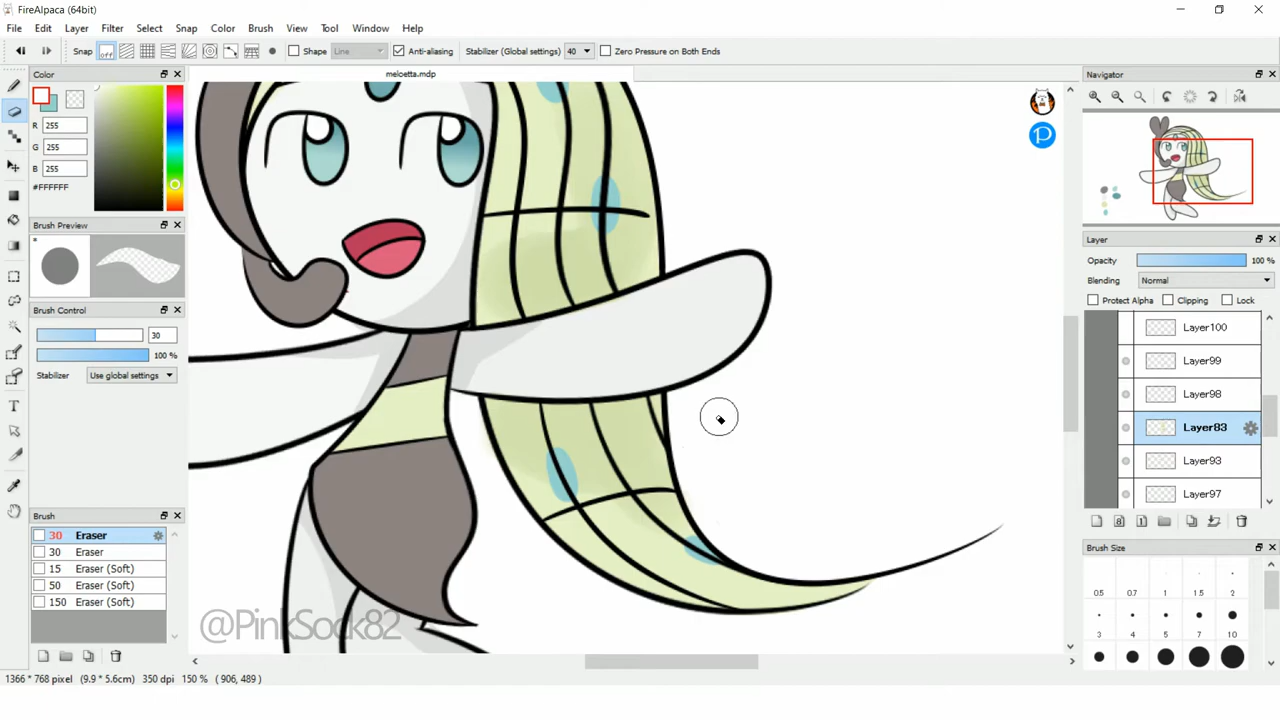 FireAlpaca (64bit)
File Edit Layer Filter Select Snap Color Brush View Tool Window Help
Snap off Shape Line Anti-aliasing Stabilizer (Global settings) 40 Zero Pressure on Both Ends
Color
meloetta.mdp
Navigator
R 255
G 255
B 255
#FFFFFF
Brush Preview
Brush Control
30
100 %
Stabilizer Use global settings
Brush
30 Eraser
30 Eraser
15 Eraser (Soft)
50 Eraser (Soft)
150 Eraser (Soft)
P
Layer
Opacity 100 %
Blending Normal
Protect Alpha Clipping Lock
Layer100
Layer99
Layer98
Layer83
Layer93
Layer97
Brush Size
0.5 0.7 1 1.5 2
3 4 5 7 10
@PinkSock82
1366 * 768 pixel (9.9 * 5.6cm) 350 dpi 150 % ( 906, 489 )